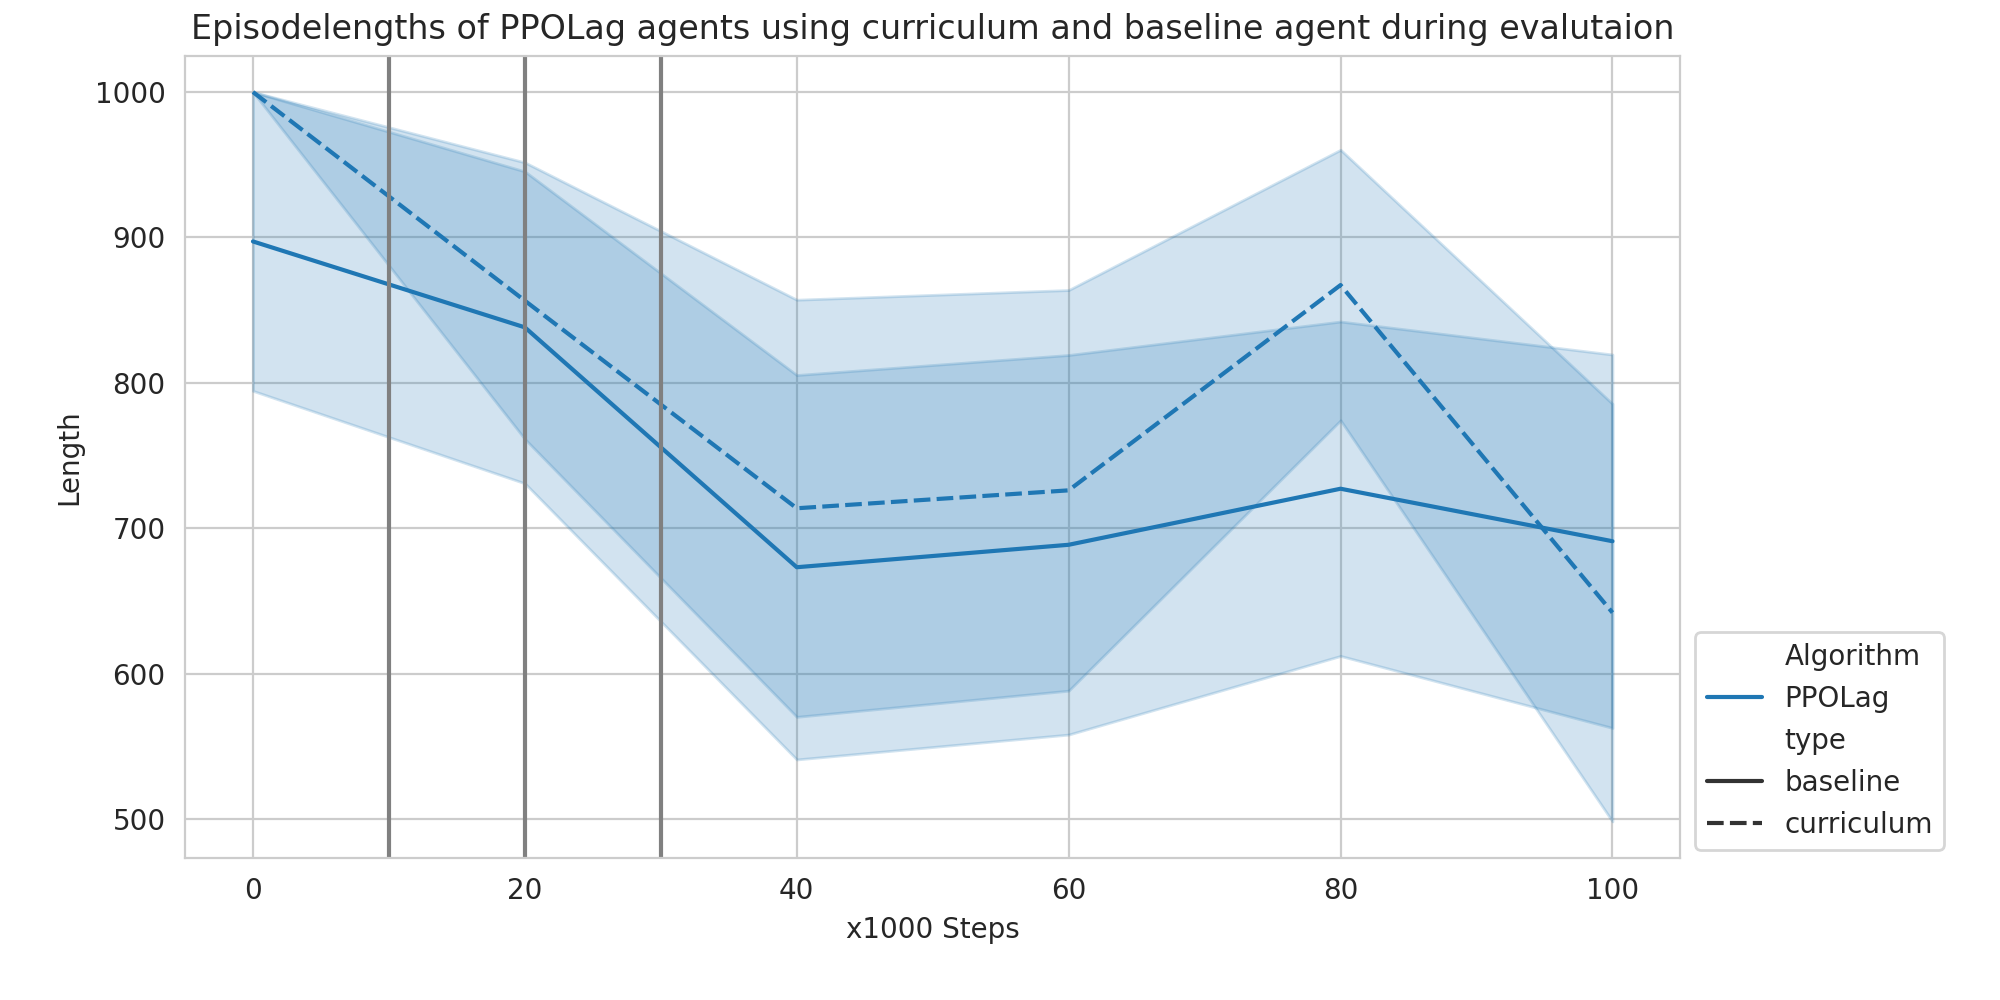 Episodelengths of PPOLag agents using curriculum and baseline agent during evalutaion
1000
900
800
700
600
500
Length
0 20 40 60 80 100
x1000 Steps
Algorithm
PPOLag
type
baseline
curriculum